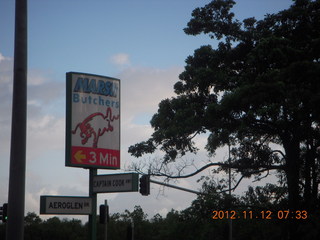 Butchers
3 Min
CAPTAIN COOK
AEROGLEN
2012.11.12 07:33